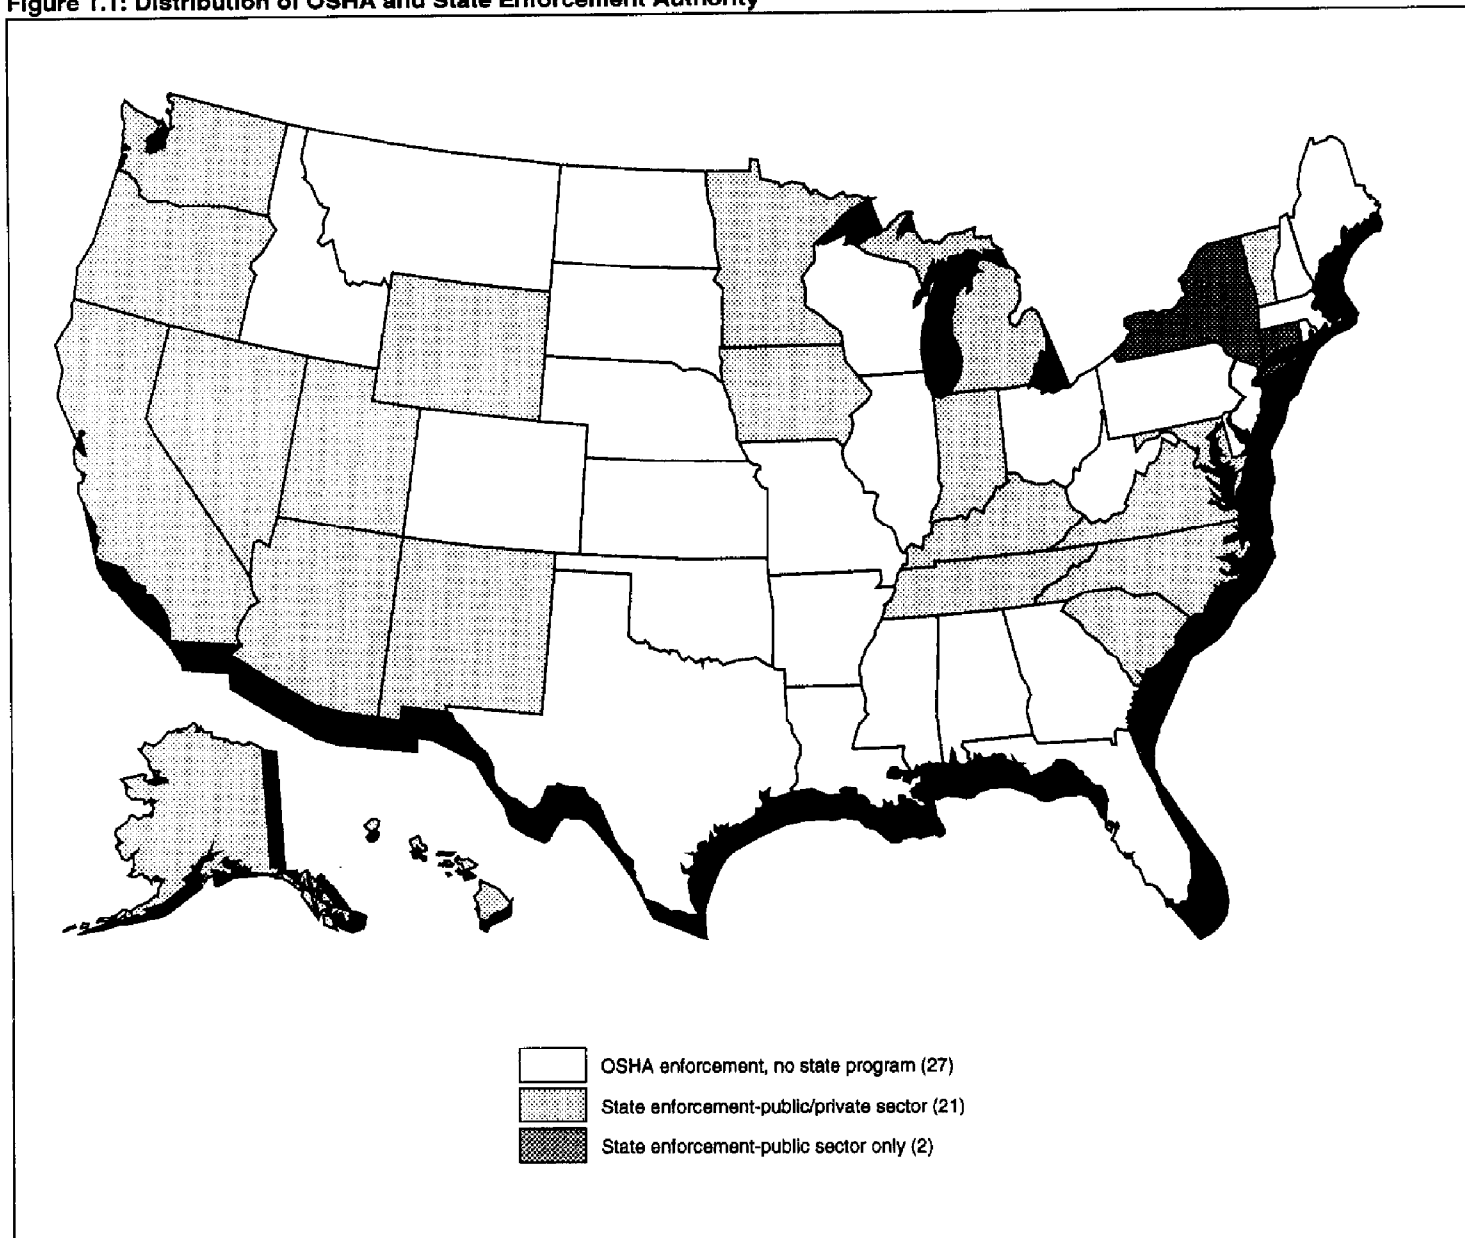 Figure 1.1: Distribution of OSHA and State Enforcement Authority
OSHA enforcement, no state program (27)
State enforcement-public/private sector (21)
State enforcement-public sector only (2)